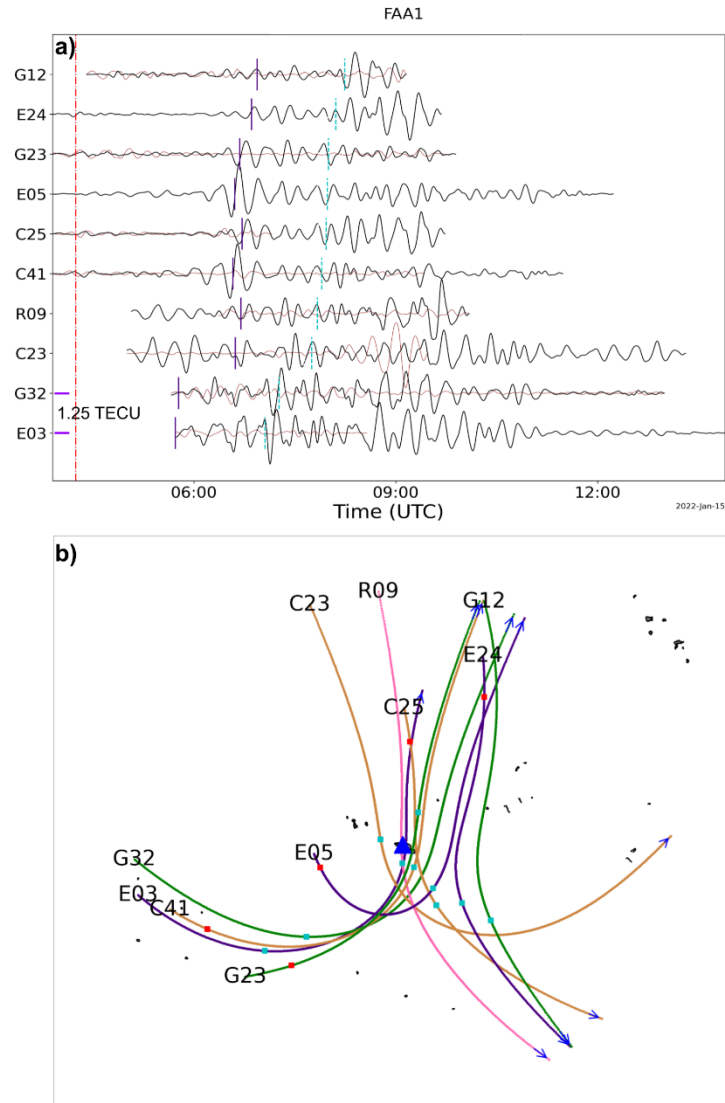 FAA1
a)
G12
E24
G23
E05
C25
C41
R09
C23
G32
1.25 TECU
E03
06:00 09:00 12:00
Time (UTC)
2022-Jan-15
b)
C23 R09 G12
E24
C25
G32 E05
E03
C41
G23